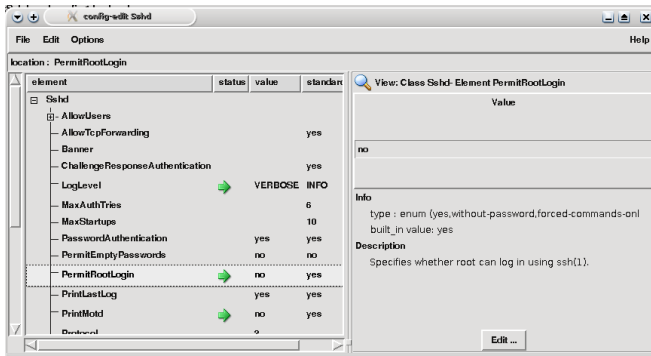 config-edit Sshd
File Edit Options Help
location : PermitRootLogin
element status value standard
Sshd
AllowUsers
AllowTcpForwarding yes
Banner
ChallengeResponseAuthentication yes
LogLevel VERBOSE INFO
MaxAuthTries 6
MaxStartups 10
PasswordAuthentication yes yes
PermitEmptyPasswords no no
PermitRootLogin no yes
PrintLastLog yes yes
PrintMotd no yes
Protocol 2
View: Class Sshd- Element PermitRootLogin
Value
no
Info
type : enum (yes,without-password,forced-commands-onl
built_in value: yes
Description
Specifies whether root can log in using ssh(1).
Edit ...